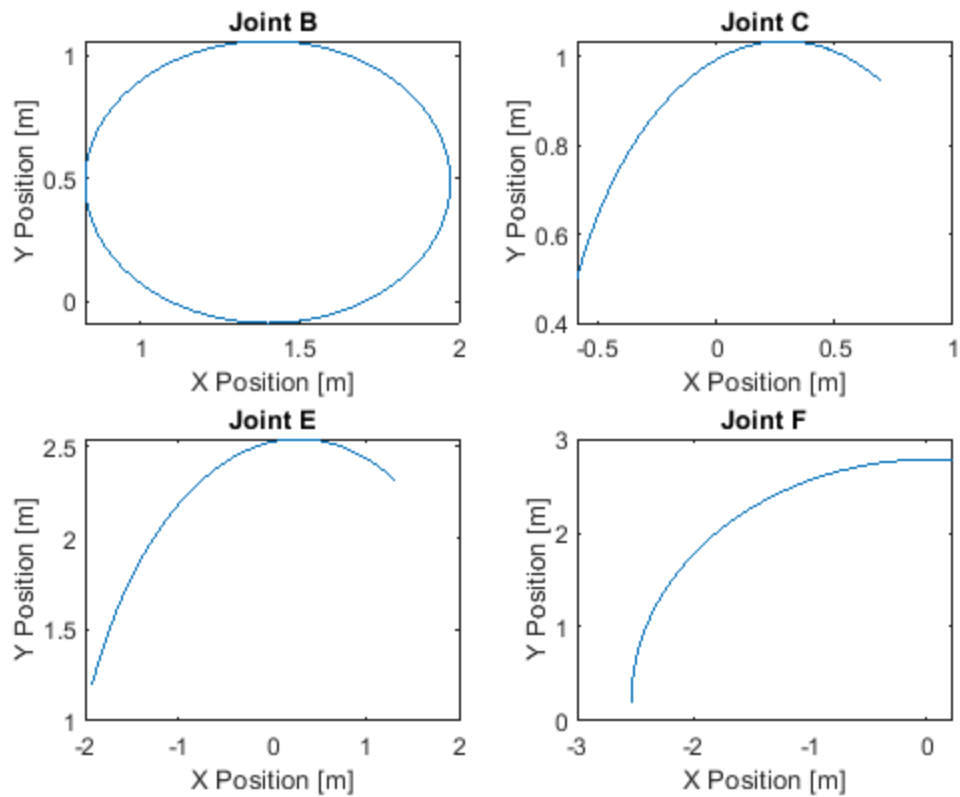 Joint B
Y Position [m]
1
0.5
0
1
1.5
2
X Position [m]
Joint C
Y Position [m]
1
0.8
0.6
0.4
-0.5
0
0.5
1
X Position [m]
Joint E
Y Position [m]
2.5
2
1.5
1
-2
-1
0
1
2
X Position [m]
Joint F
Y Position [m]
3
2
1
0
-3
-2
-1
0
X Position [m]